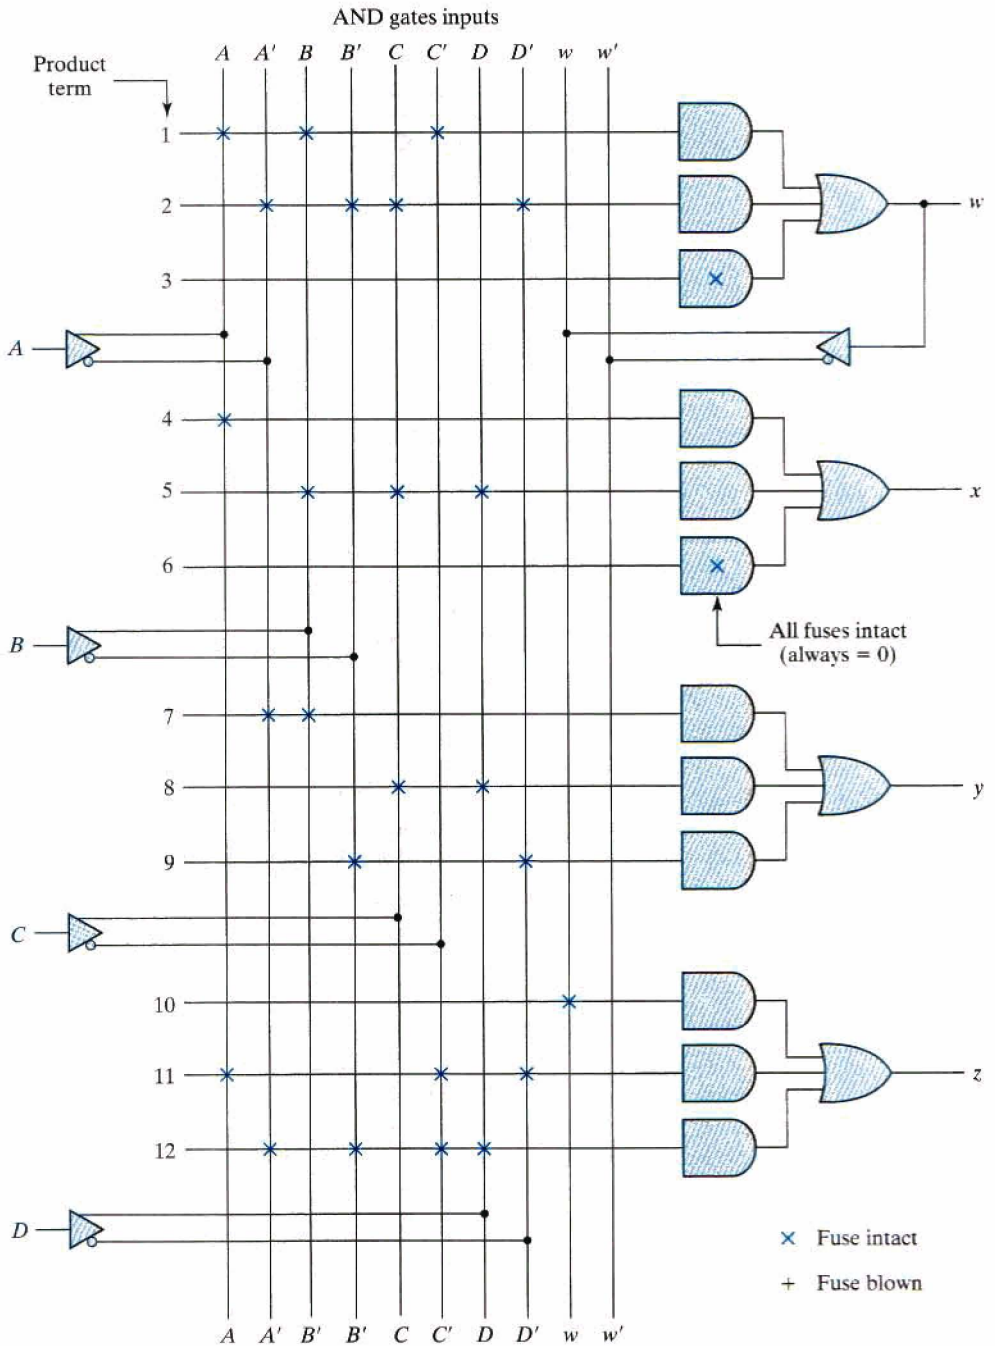 AND gates inputs
A A' B B' C C' D D' w w'
Product
term
1
2
w
3
A
4
5
x
6
All fuses intact
(always = 0)
B
7
8
y
9
C
10
11
z
12
D
× Fuse intact
+ Fuse blown
A A' B' B' C C' D D' w w'